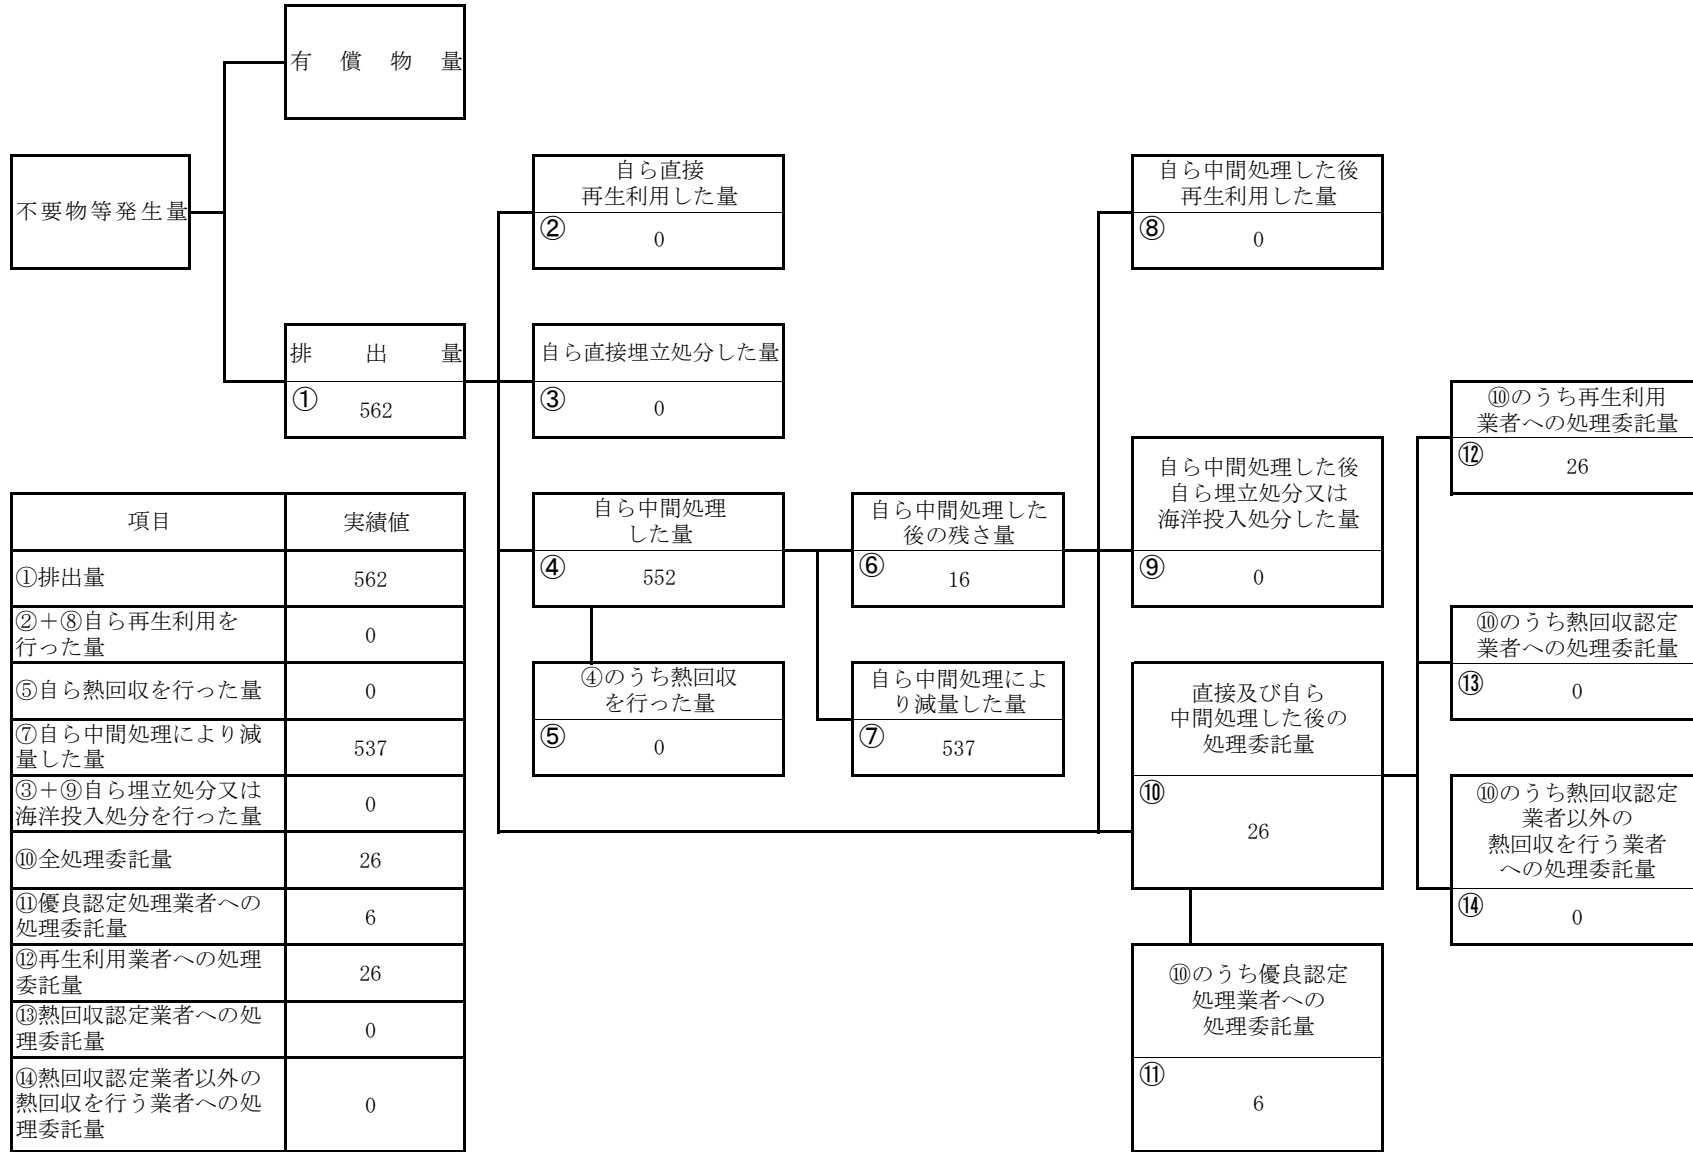 有償物量
不要物等発生量
自ら直接
再生利用した量
②
0
自ら中間処理した後
再生利用した量
⑧
0
排出量
①
562
自ら直接埋立処分した量
③
0
⑩のうち再生利用
業者への処理委託量
⑫
26
自ら中間処理
した量
④
552
自ら中間処理した
後の残さ量
⑥
16
自ら中間処理した後
自ら埋立処分又は
海洋投入処分した量
⑨
0
⑩のうち熱回収認定
業者への処理委託量
⑬
0
④のうち熱回収
を行った量
⑤
0
自ら中間処理によ
り減量した量
⑦
537
直接及び自ら
中間処理した後の
処理委託量
⑩
26
⑩のうち熱回収認定
業者以外の
熱回収を行う業者
への処理委託量
⑭
0
⑩のうち優良認定
処理業者への
処理委託量
⑪
6
項目 実績値
①排出量 562
②＋⑧自ら再生利用を
行った量 0
⑤自ら熱回収を行った量 0
⑦自ら中間処理により減
量した量 537
③＋⑨自ら埋立処分又は
海洋投入処分を行った量 0
⑩全処理委託量 26
⑪優良認定処理業者への
処理委託量 6
⑫再生利用業者への処理
委託量 26
⑬熱回収認定業者への処
理委託量 0
⑭熱回収認定業者以外の
熱回収を行う業者への処
理委託量 0